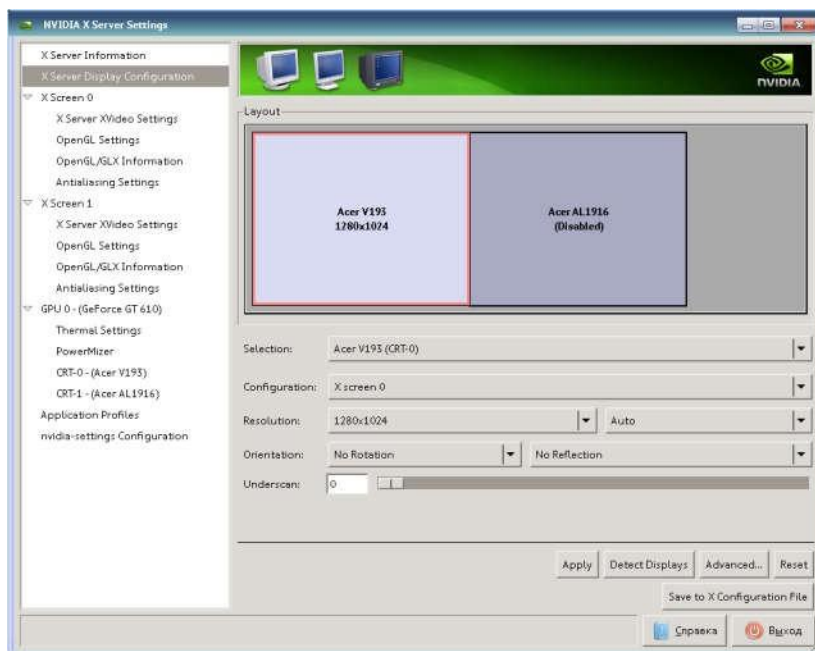 NVIDIA X Server Settings
X Server Information
X Server Display Configuration
X Screen 0
X Server XVideo Settings
OpenGL Settings
OpenGL/GLX Information
Antialiasing Settings
X Screen 1
X Server XVideo Settings
OpenGL Settings
OpenGL/GLX Information
Antialiasing Settings
GPU 0 - (GeForce GT 610)
Thermal Settings
PowerMizer
CRT-0 - (Acer V193)
CRT-1 - (Acer AL1916)
Application Profiles
nvidia-settings Configuration
NVIDIA
Layout
Acer V193
1280x1024
Acer AL1916
(Disabled)
Selection: Acer V193 (CRT-0)
Configuration: X screen 0
Resolution: 1280x1024 Auto
Orientation: No Rotation No Reflection
Underscan: 0
Apply Detect Displays Advanced... Reset
Save to X Configuration File
Справка Выход